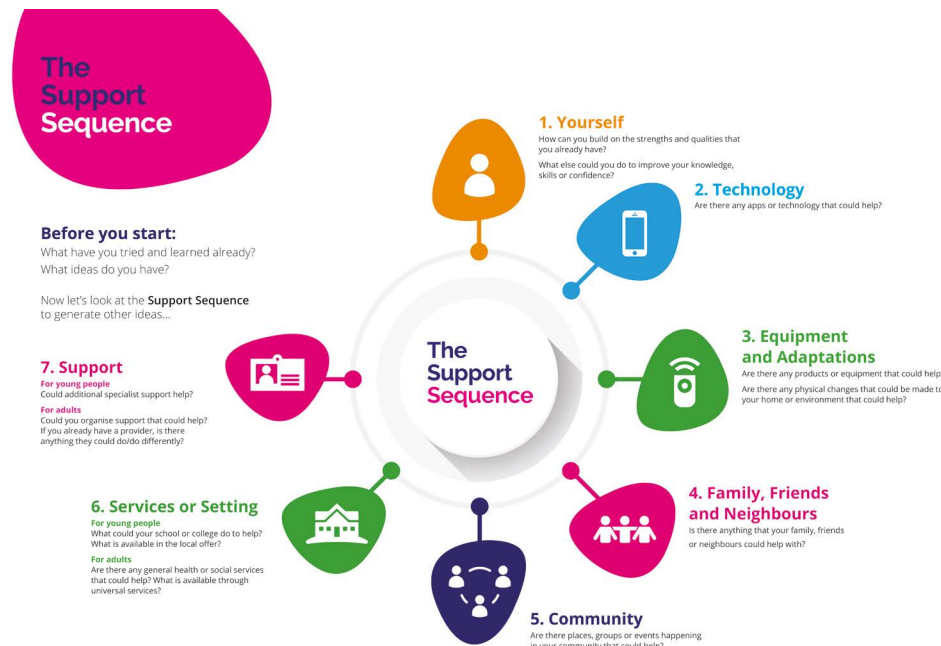 The
Support
Sequence
Before you start:
What have you tried and learned already?
What ideas do you have?
Now let's look at the Support Sequence
to generate other ideas...
The
Support
Sequence
1. Yourself
How can you build on the strengths and qualities that
you already have?
What else could you do to improve your knowledge,
skills or confidence?
2. Technology
Are there any apps or technology that could help?
3. Equipment
and Adaptations
Are there any products or equipment that could help
Are there any physical changes that could be made to
your home or environment that could help?
4. Family, Friends
and Neighbours
Is there anything that your family, friends
or neighbours could help with?
5. Community
Are there places, groups or events happening
in your community that could help?
6. Services or Setting
For young people
What could your school or college do to help?
What is available in the local offer?
For adults
Are there any general health or social services
that could help? What is available through
universal services?
7. Support
For young people
Could additional specialist support help?
For adults
Could you organise support that could help?
If you already have a provider, is there
anything they could do/do differently?